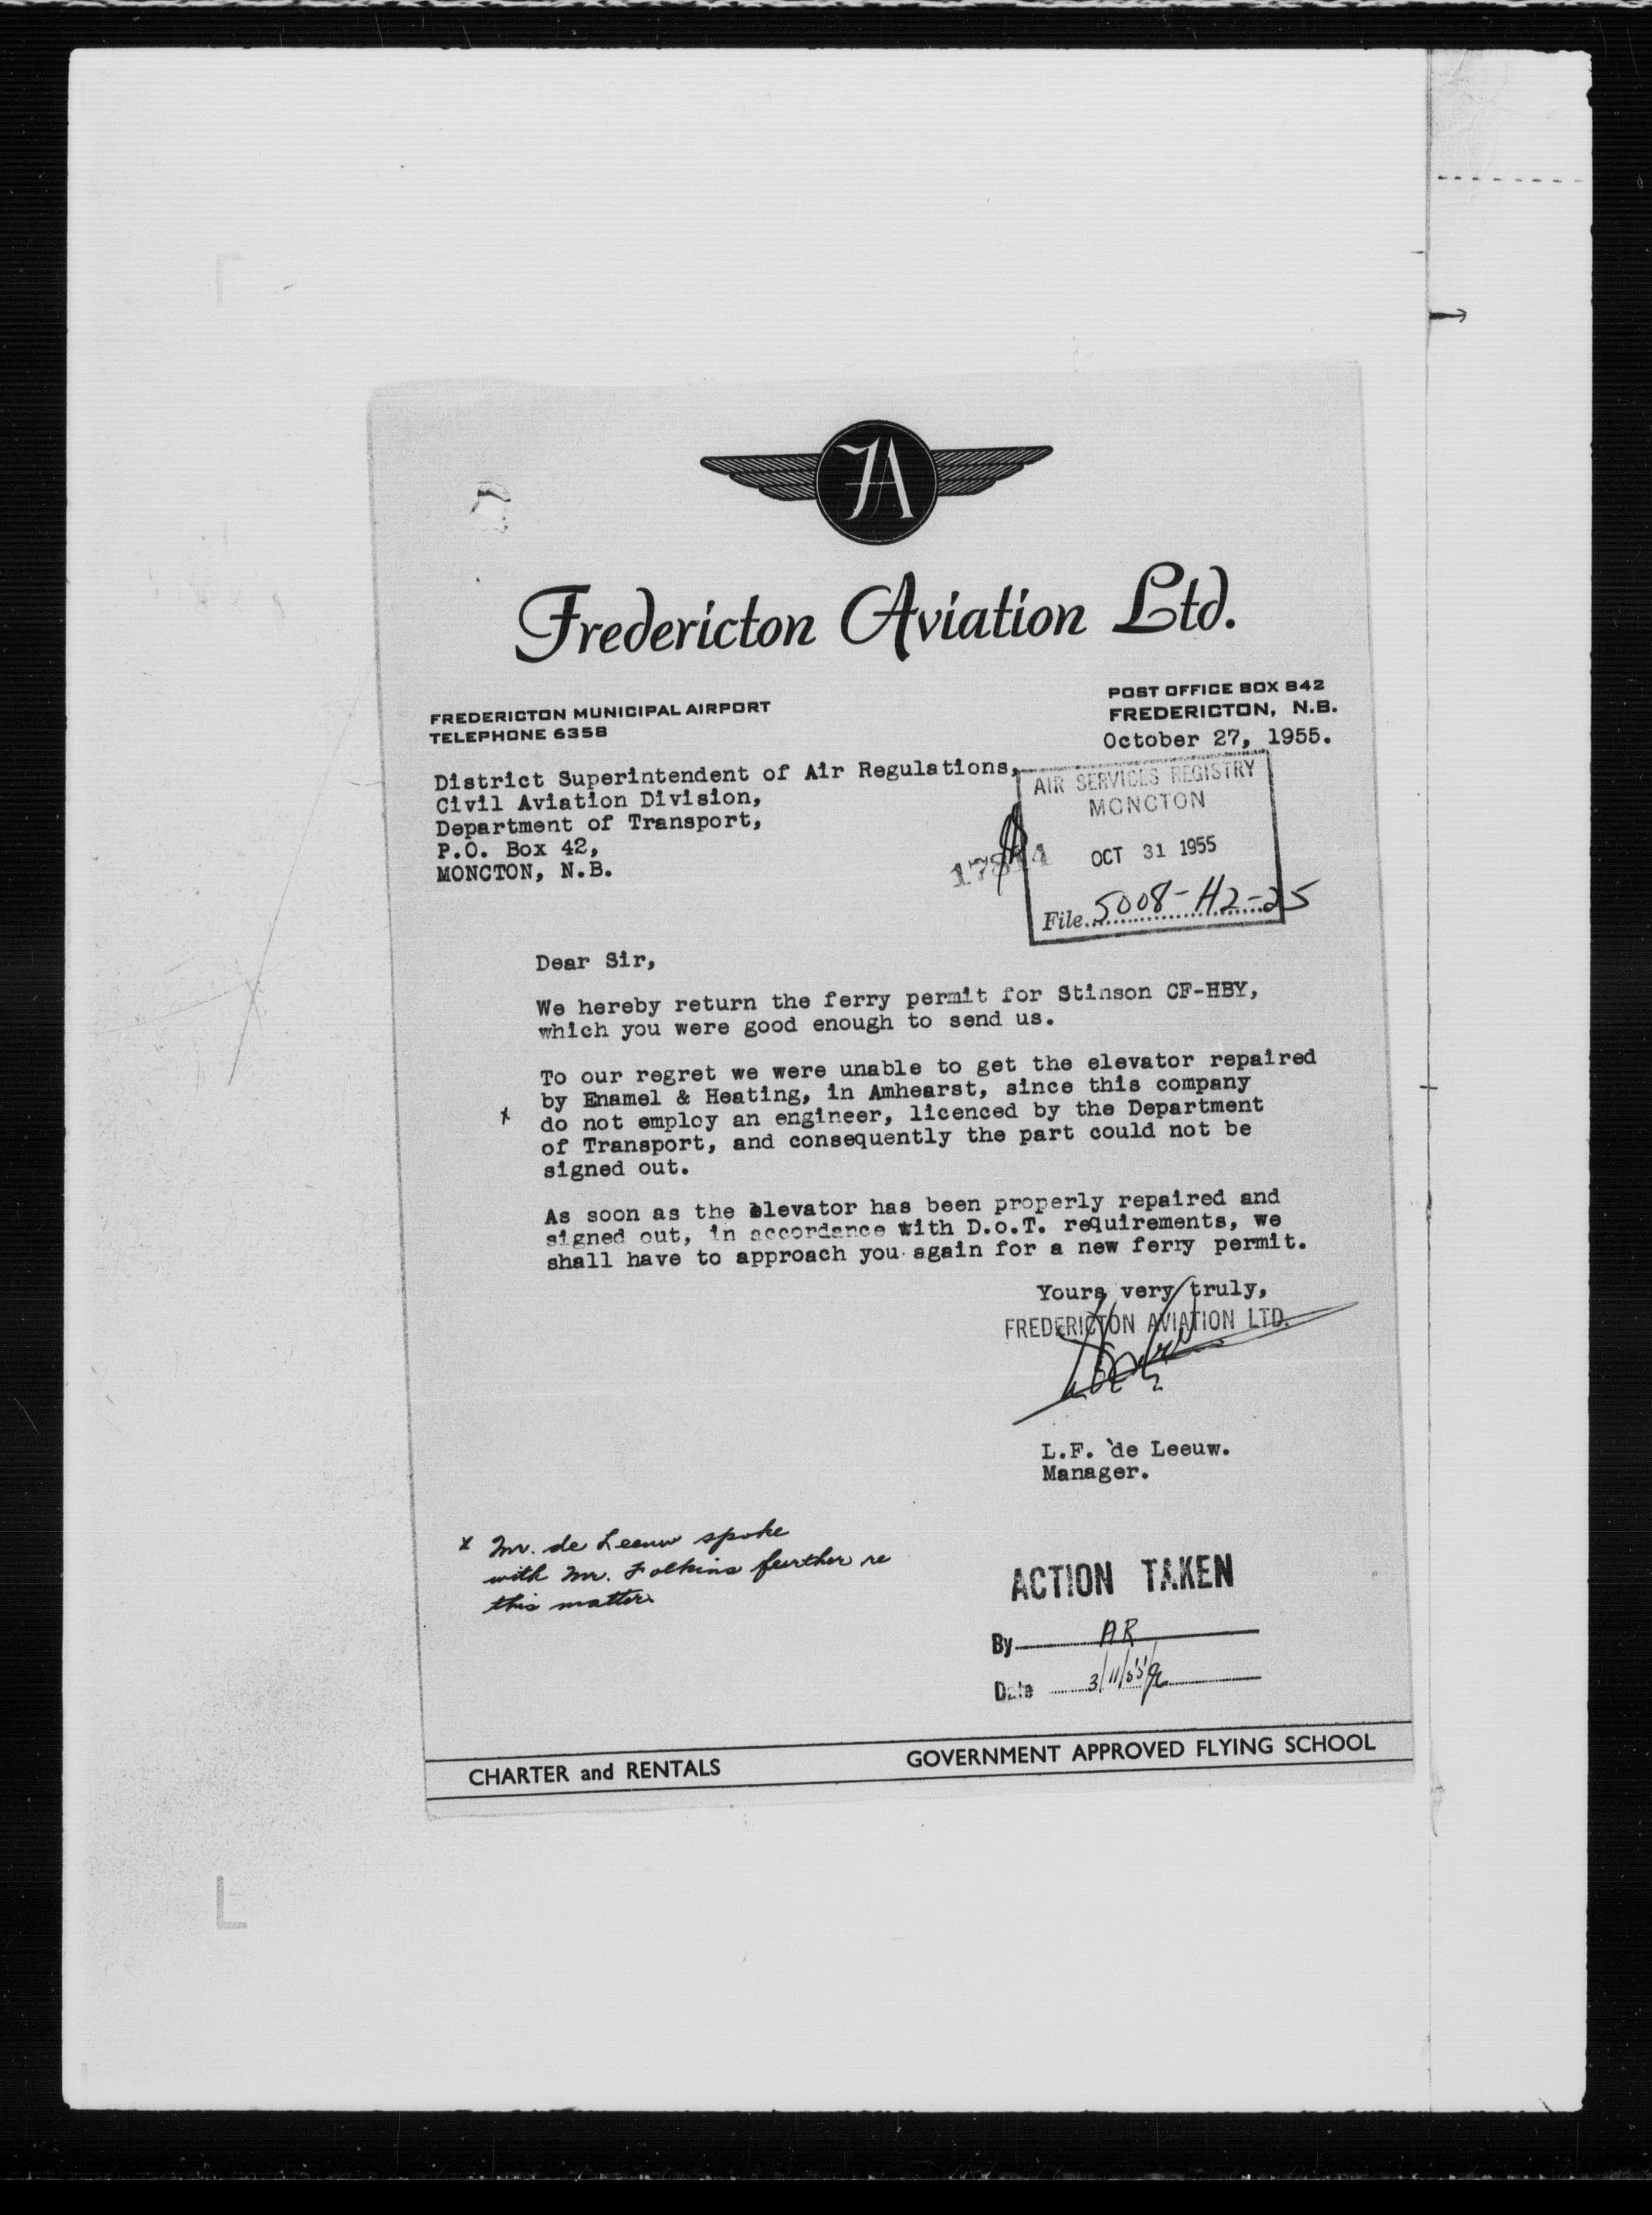 FA
Fredericton Aviation Ltd.
FREDERICTON MUNICIPAL AIRPORT
TELEPHONE 6358
POST OFFICE BOX 842
FREDERICTON, N.B.
October 27, 1955.
District Superintendent of Air Regulations,
Civil Aviation Division,
Department of Transport,
P.O. Box 42,
MONCTON, N.B.
AIR SERVICES REGISTRY
MONCTON
OCT 31 1955
File 5008-H2-25
Dear Sir,
We hereby return the ferry permit for Stinson CF-HBY,
which you were good enough to send us.
To our regret we were unable to get the elevator repaired
by Enamel & Heating, in Amhearst, since this company
x do not employ an engineer, licenced by the Department
of Transport, and consequently the part could not be
signed out.
As soon as the elevator has been properly repaired and
signed out, in accordance with D.o.T. requirements, we
shall have to approach you again for a new ferry permit.
Yours very truly,
FREDERICTON AVIATION LTD.
L.F. de Leeuw.
Manager.
x Mr. de Leeuw spoke
with Mr. Folkins further re
this matter.
ACTION TAKEN
By AR
Date 3/11/55
CHARTER and RENTALS
GOVERNMENT APPROVED FLYING SCHOOL